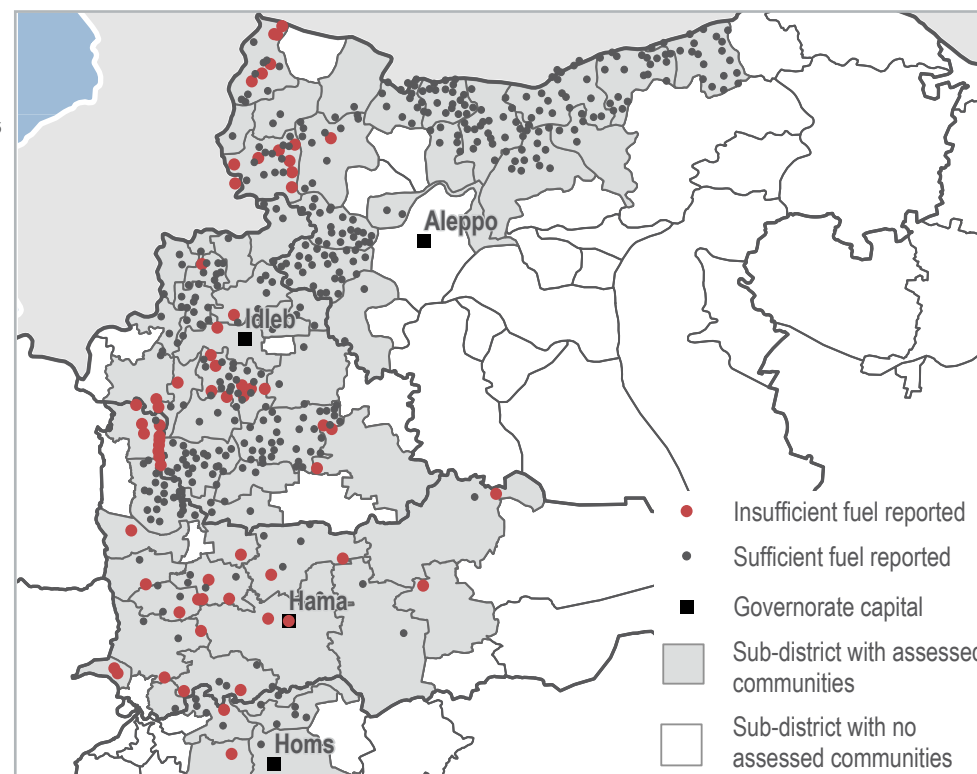 Aleppo
Idleb
Insufficient fuel reported
Sufficient fuel reported
Hama-
Governorate capital
Sub-district with assessed
communities
Sub-district with no
assessed communities
Homs